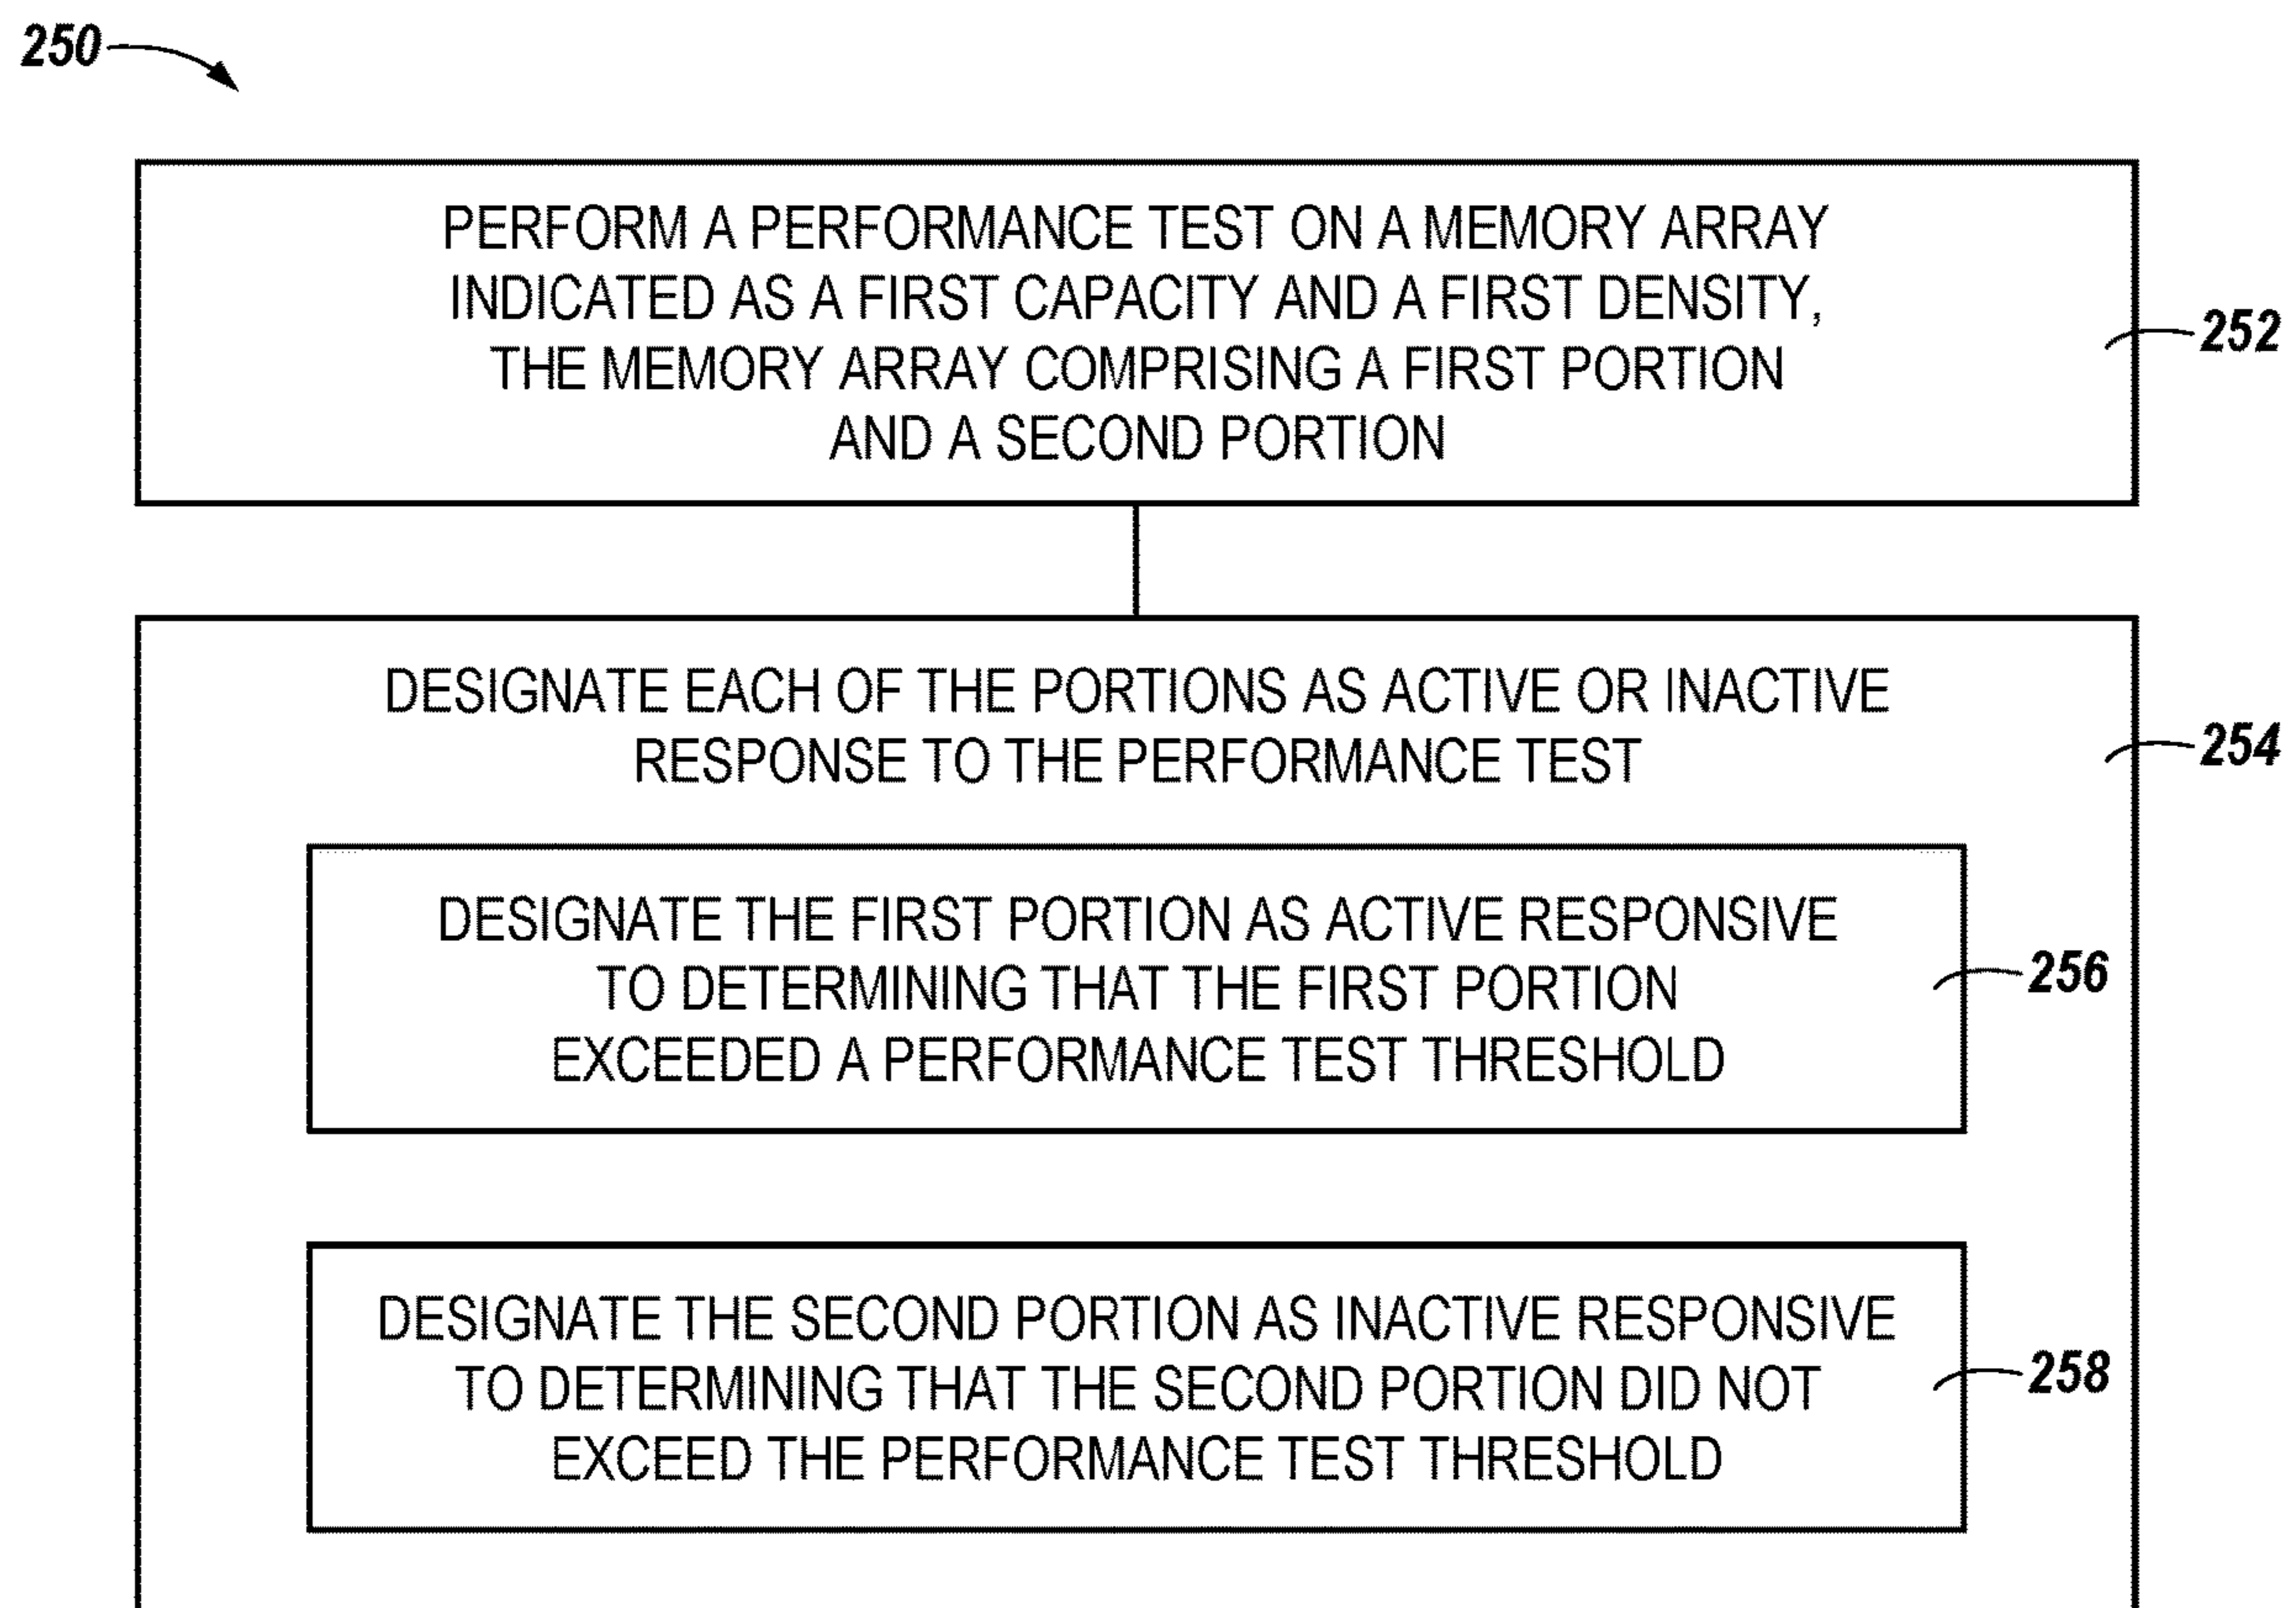 250
PERFORM A PERFORMANCE TEST ON A MEMORY ARRAY
INDICATED AS A FIRST CAPACITY AND A FIRST DENSITY,
THE MEMORY ARRAY COMPRISING A FIRST PORTION
AND A SECOND PORTION
252
DESIGNATE EACH OF THE PORTIONS AS ACTIVE OR INACTIVE
RESPONSE TO THE PERFORMANCE TEST
254
DESIGNATE THE FIRST PORTION AS ACTIVE RESPONSIVE
TO DETERMINING THAT THE FIRST PORTION
EXCEEDED A PERFORMANCE TEST THRESHOLD
256
DESIGNATE THE SECOND PORTION AS INACTIVE RESPONSIVE
TO DETERMINING THAT THE SECOND PORTION DID NOT
EXCEED THE PERFORMANCE TEST THRESHOLD
258